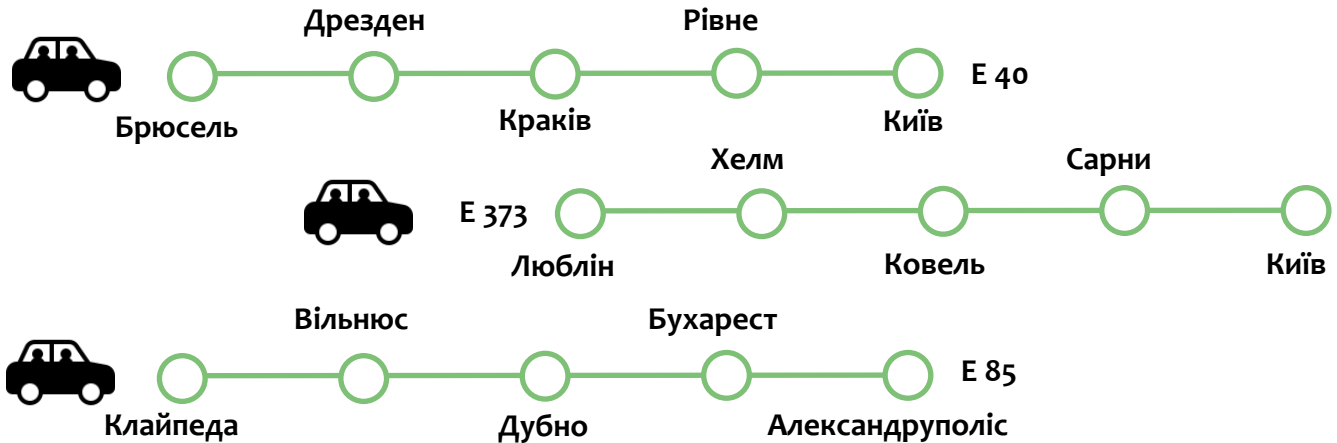 Дрезден Рівне
E 40
Брюсель Краків Київ
Хелм Сарни
E 373
Люблін Ковель Київ
Вільнюс Бухарест
E 85
Клайпеда Дубно Александруполіс